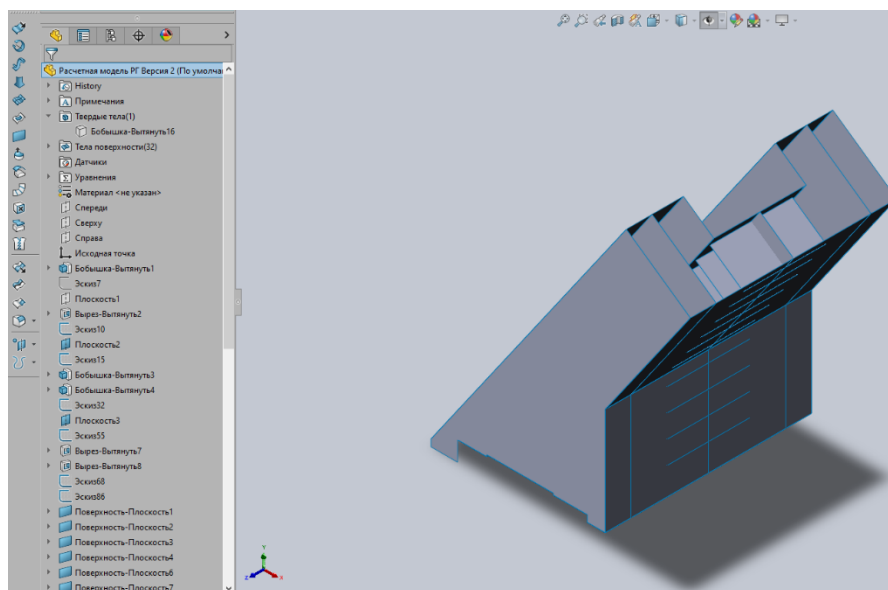 Расчетная модель РГ Версия 2 (По умолча
History
Примечания
Твердые тела(1)
Бобышка-Вытянуть16
Тела поверхности(32)
Датчики
Уравнения
Материал <не указан>
Спереди
Сверху
Справа
Исходная точка
Бобышка-Вытянуть1
Эскиз7
Плоскость1
Вырез-Вытянуть2
Эскиз10
Плоскость2
Эскиз15
Бобышка-Вытянуть3
Бобышка-Вытянуть4
Эскиз32
Плоскость3
Эскиз55
Вырез-Вытянуть7
Вырез-Вытянуть8
Эскиз68
Эскиз86
Поверхность-Плоскость1
Поверхность-Плоскость2
Поверхность-Плоскость3
Поверхность-Плоскость4
Поверхность-Плоскость6
Поверхность-Плоскость7
Y
Z
X